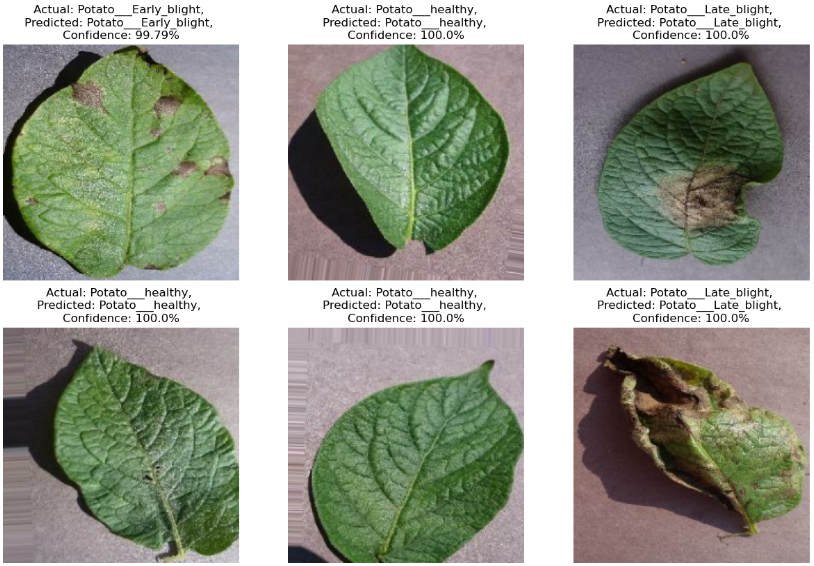 Actual: Potato___Early_blight,
Predicted: Potato___Early_blight,
Confidence: 99.79%
Actual: Potato___healthy,
Predicted: Potato___healthy,
Confidence: 100.0%
Actual: Potato___Late_blight,
Predicted: Potato___Late_blight,
Confidence: 100.0%
Actual: Potato___healthy,
Predicted: Potato___healthy,
Confidence: 100.0%
Actual: Potato___healthy,
Predicted: Potato___healthy,
Confidence: 100.0%
Actual: Potato___Late_blight,
Predicted: Potato___Late_blight,
Confidence: 100.0%